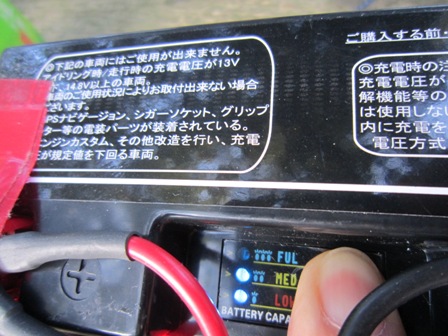 ◎下記の車両にはご使用が出来ません。
アイドリング時/走行時の充電電圧が13V
下、14.8V以上の車両。
車両のご使用状況によりお取付出来ない場合
ざいます。
PSナビゲーション、シガーソケット、グリップ
ター等の電装パーツが装着されている。
ンジンカスタム、その他改造を行い、充電
圧が規定値を下回る車両。
ご購入する前
◎充電時の注
充電電圧が
解機能等の
は使用しない
内に充電を
電圧方式
FUL
MED
LOW
BATTERY CAPA